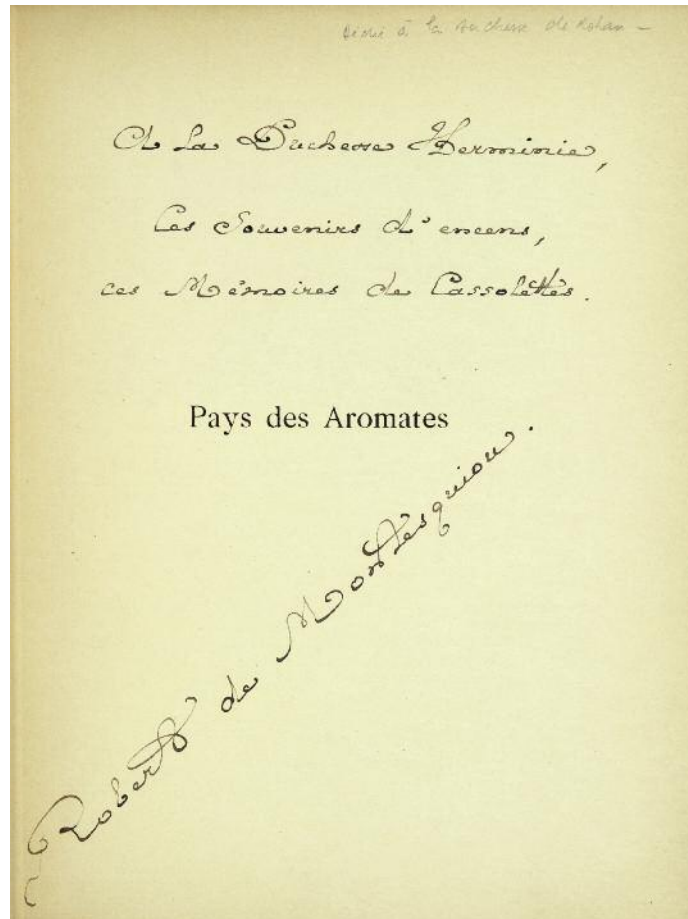 Dédié à la Duchesse de Rohan –
A la Duchesse Herminie,
Ces Souvenirs d'encens,
ces Mémoires de Cassolettes.
Pays des Aromates
Robert de Montesquiou.